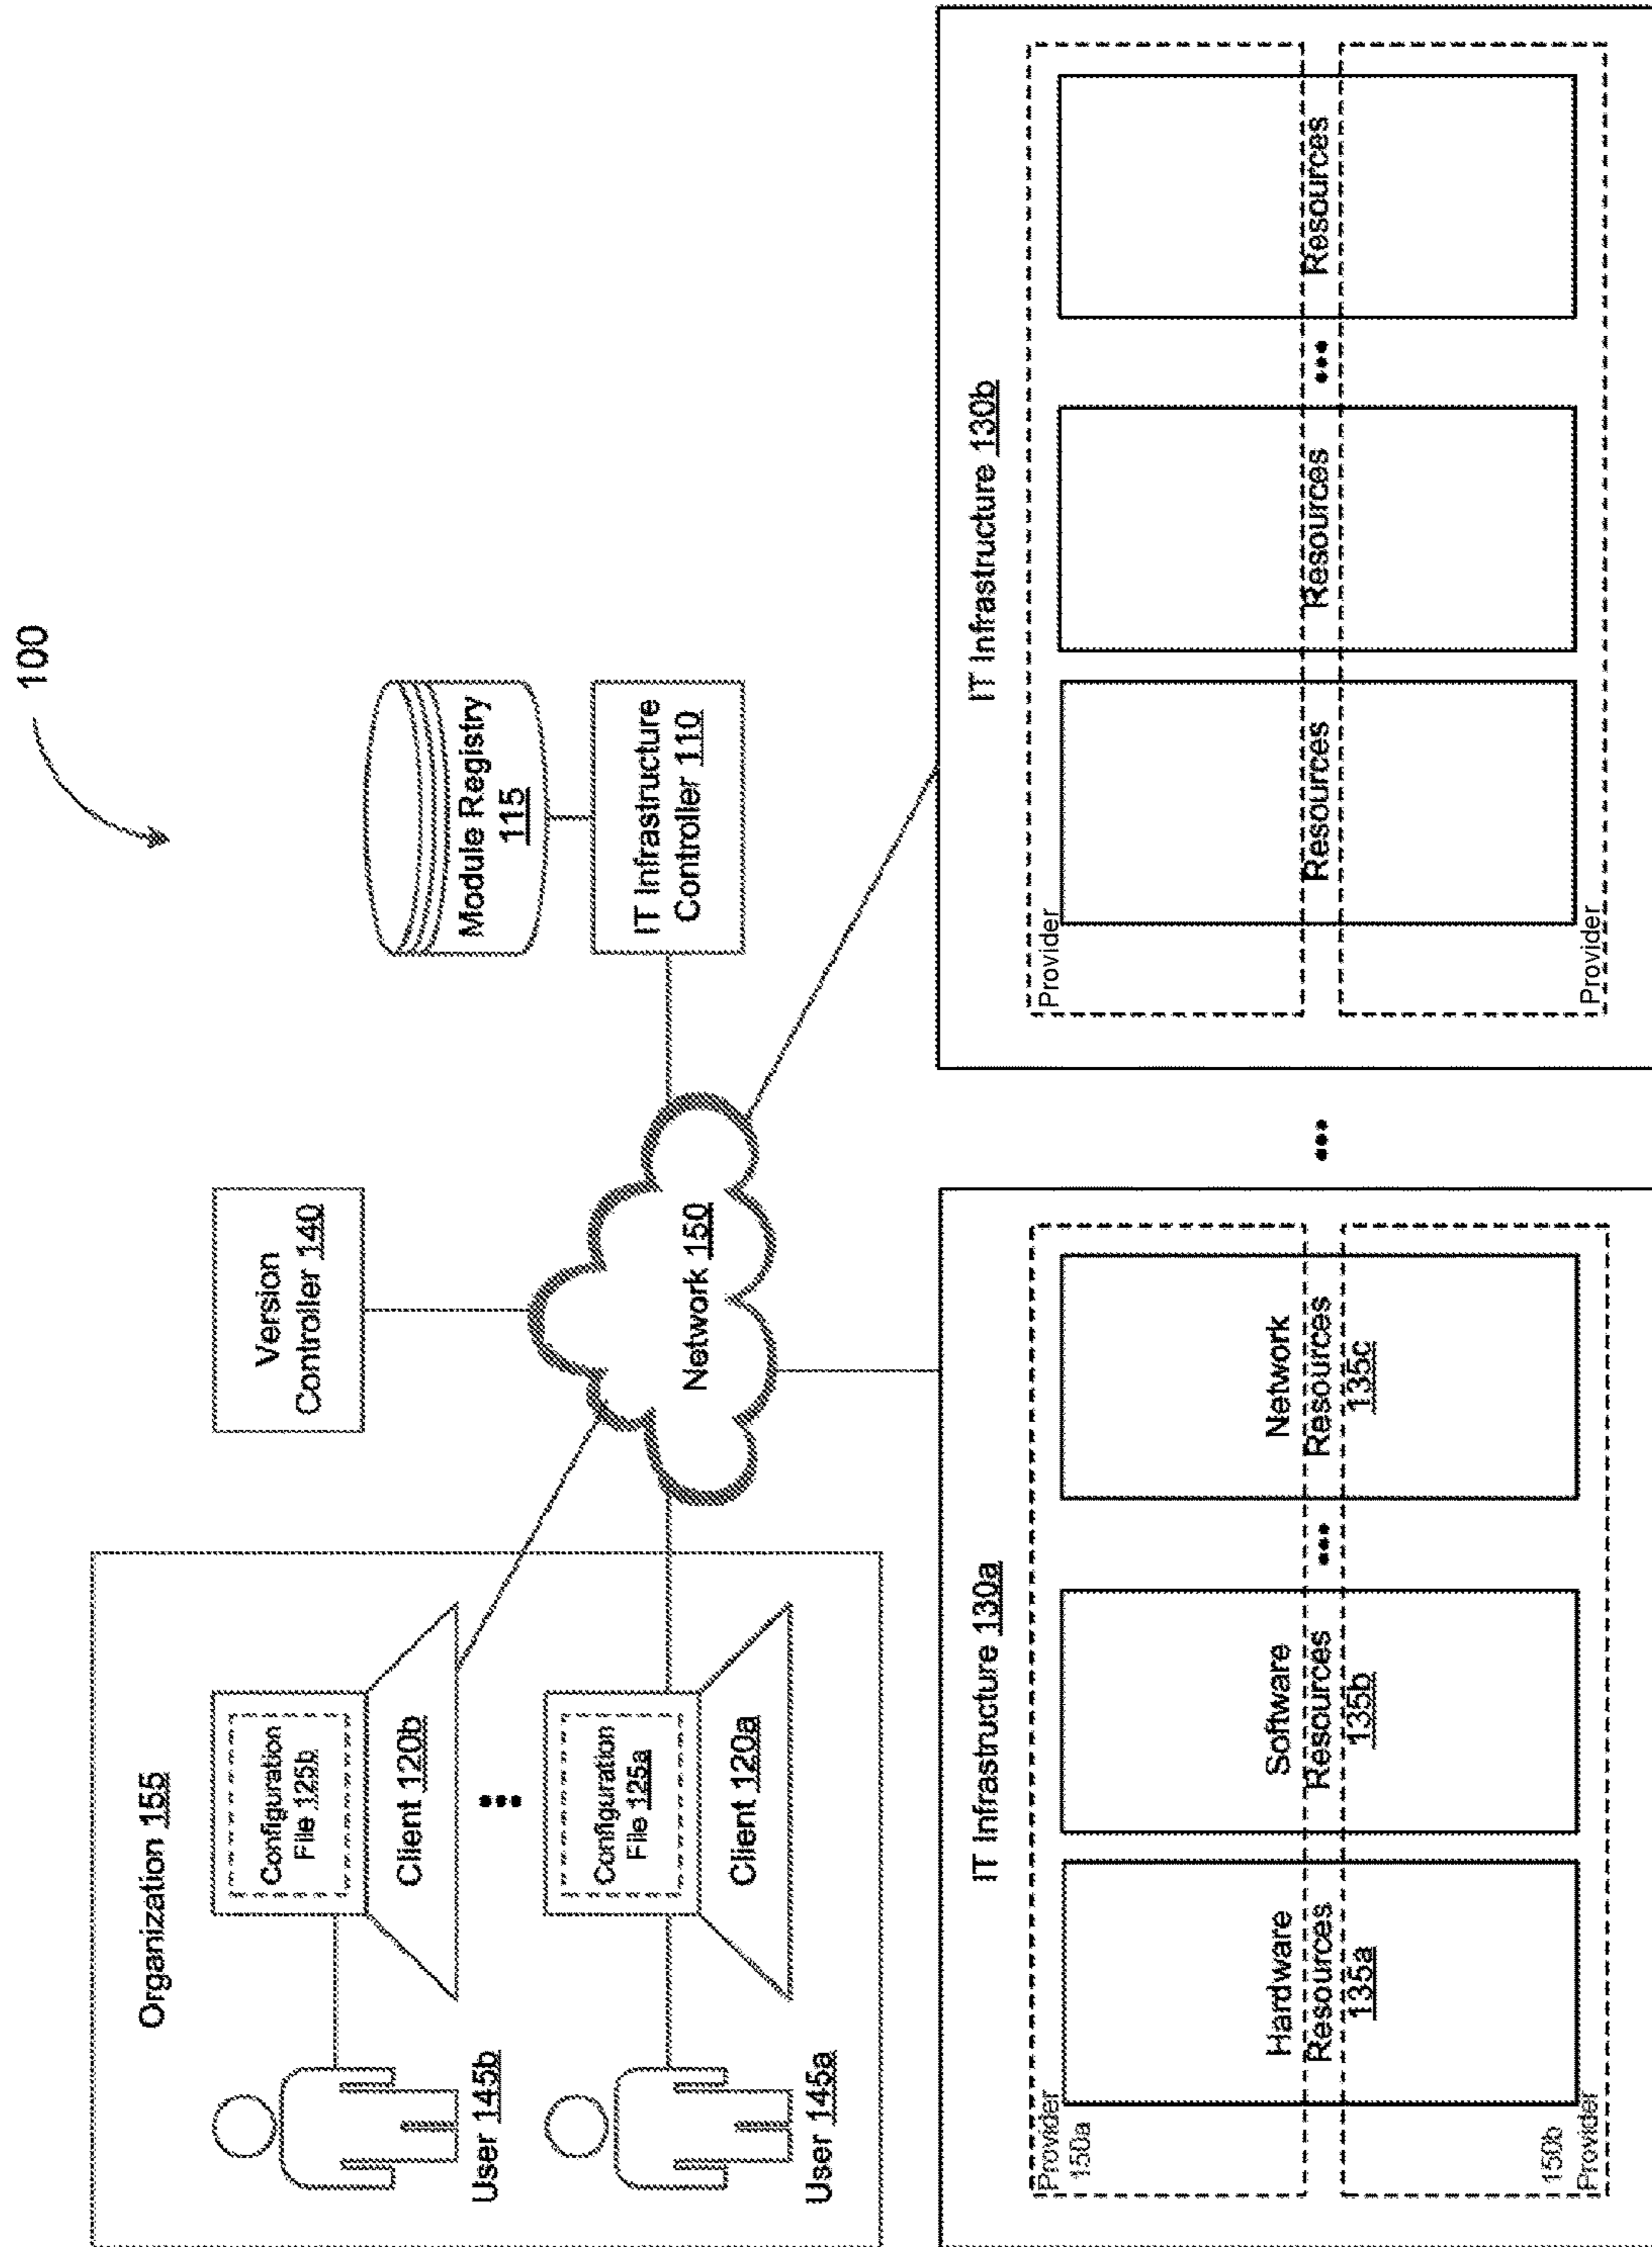 100
Organization 155
Configuration
File 125b
Client 120b
User 145b
Configuration
File 125a
Client 120a
User 145a
Version
Controller 140
Module Registry
115
IT Infrastructure
Controller 110
Network 150
IT Infrastructure 130a
Provider
150a
Hardware
Resources
135a
Software
Resources
135b
Network
Resources
135c
150b
Provider
IT Infrastructure 130b
Provider
Resources
Resources
Resources
Provider